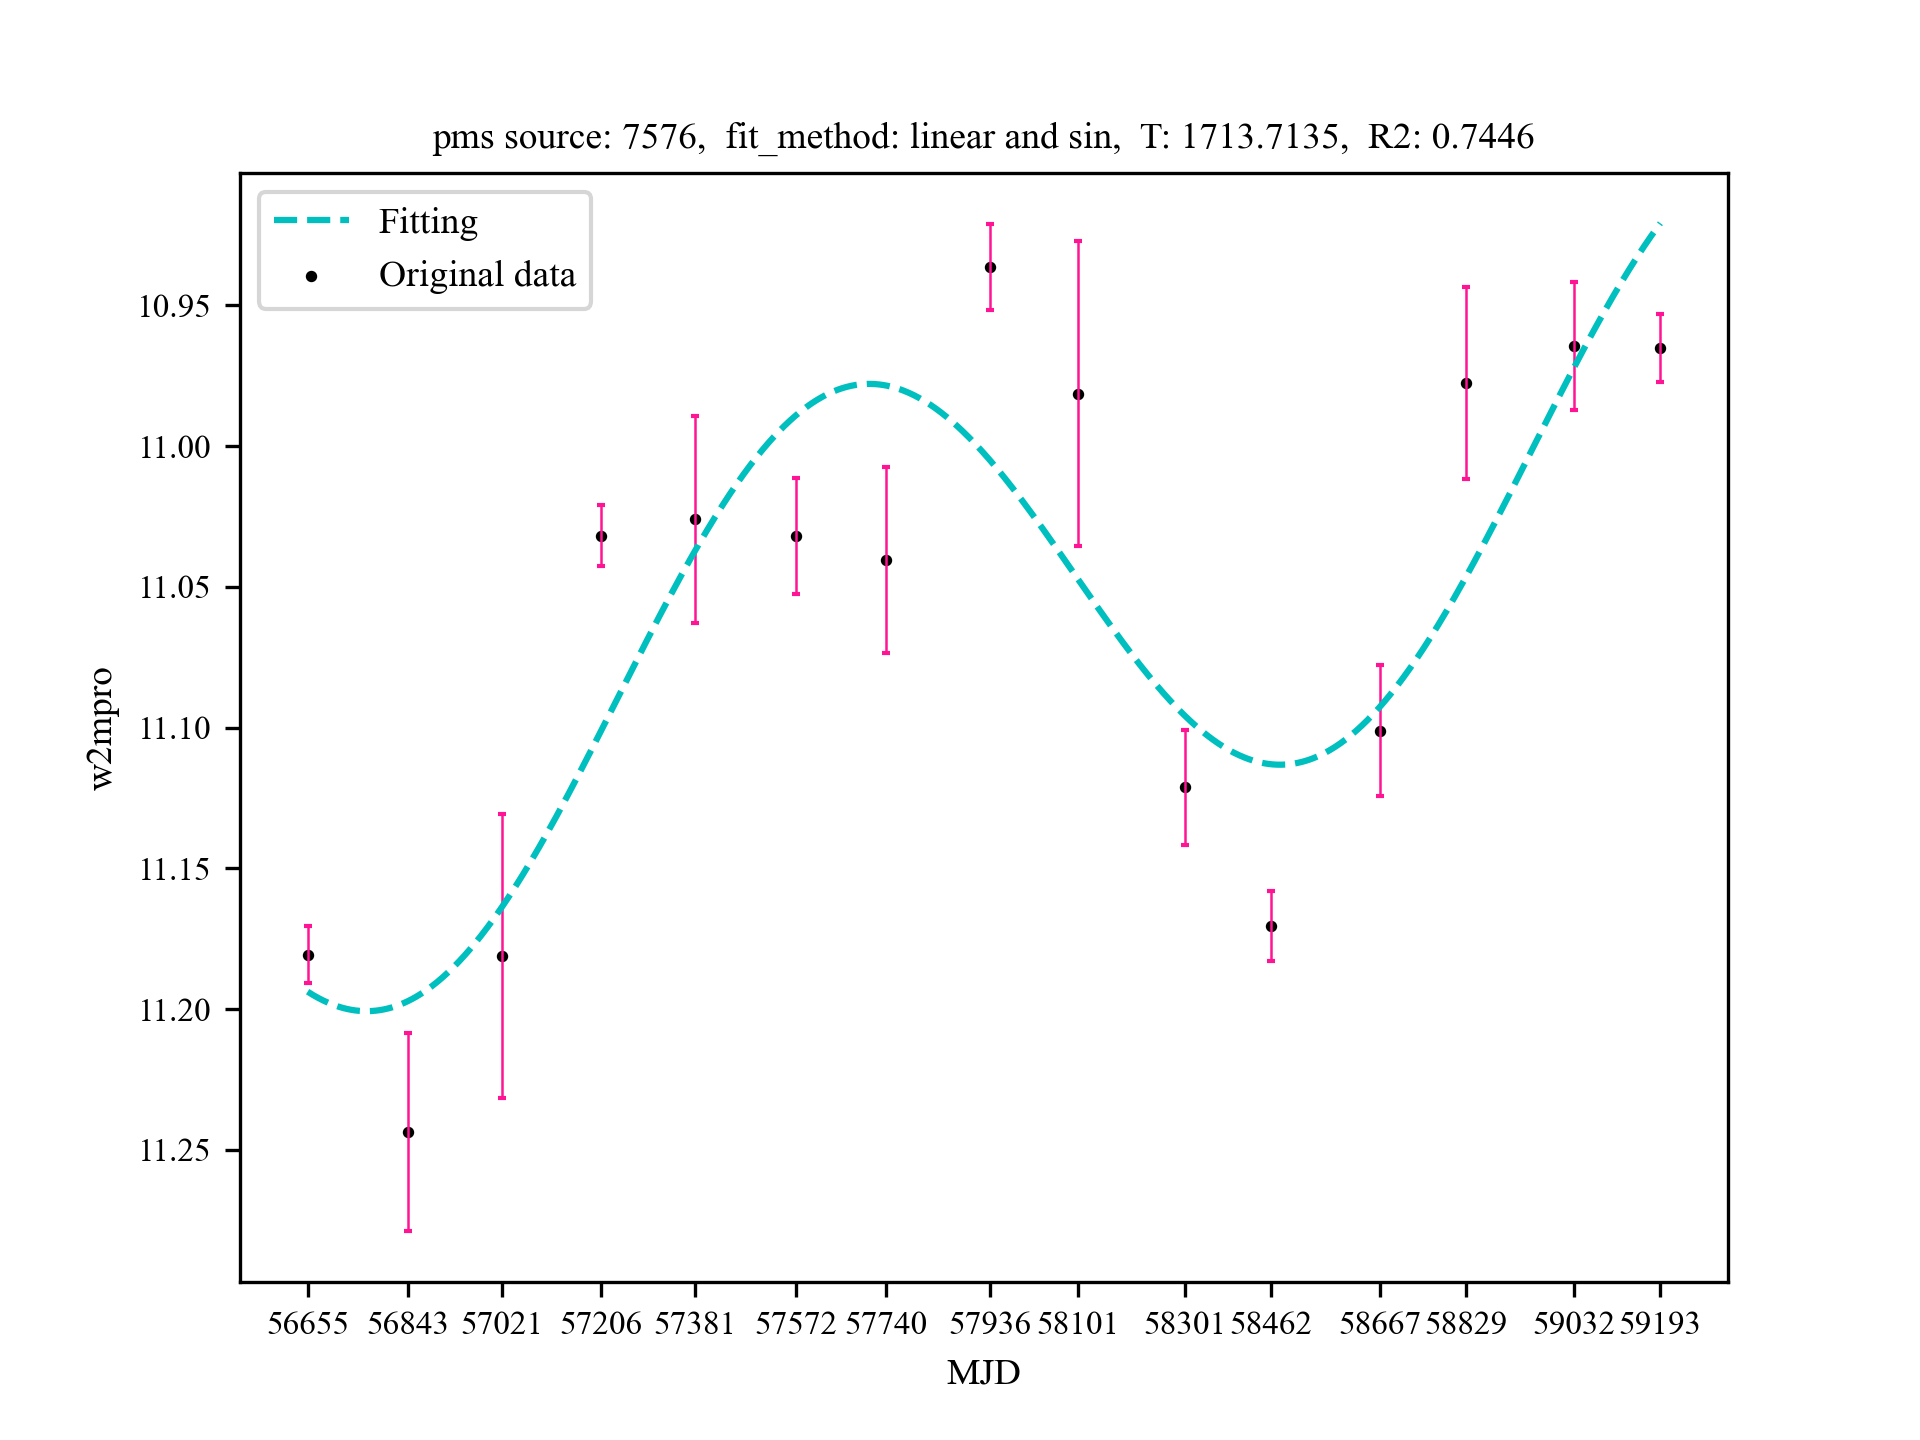 pms source: 7576,  fit_method: linear and sin,  T: 1713.7135,  R2: 0.7446
Fitting
Original data
10.95
11.00
11.05
11.10
11.15
11.20
11.25
w2mpro
56655 56843 57021 57206 57381 57572 57740 57936 58101 58301 58462 58667 58829 59032 59193
MJD